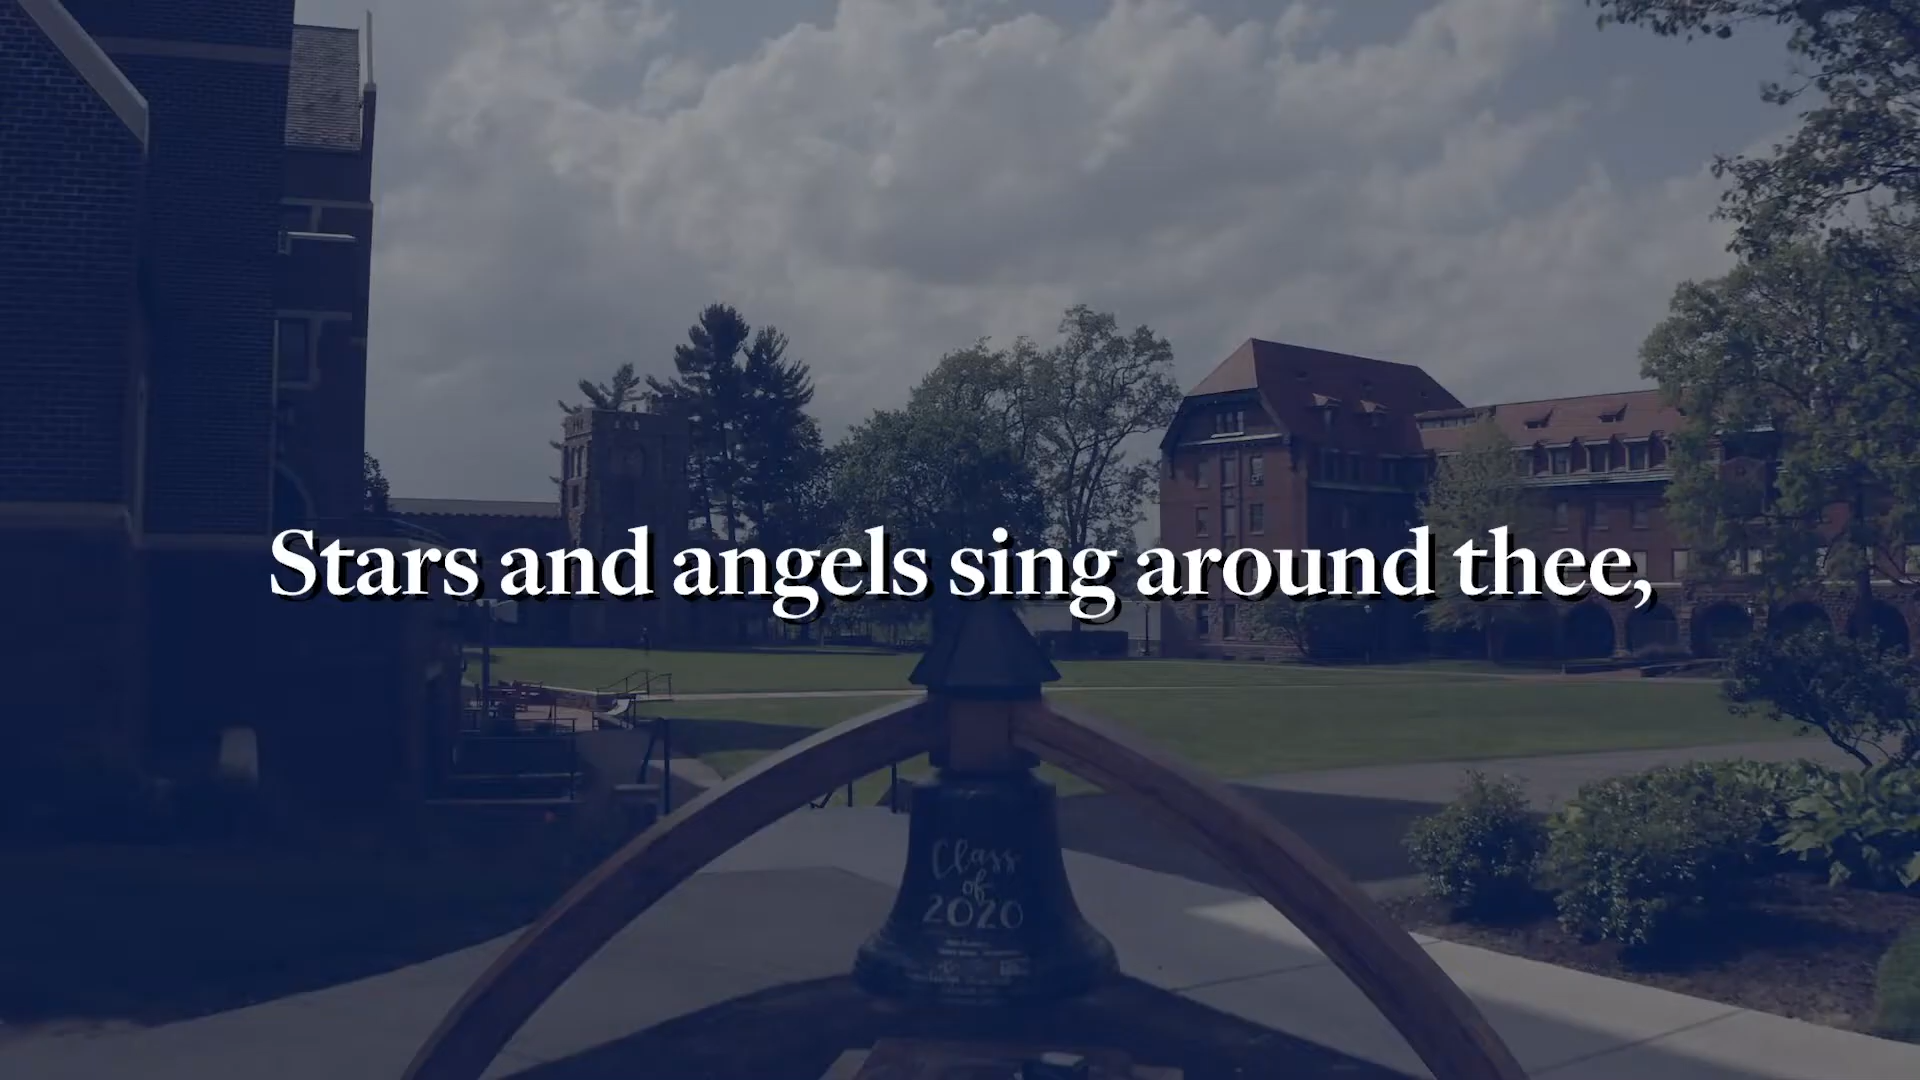 Stars and angels sing around thee,
Class
of
2020